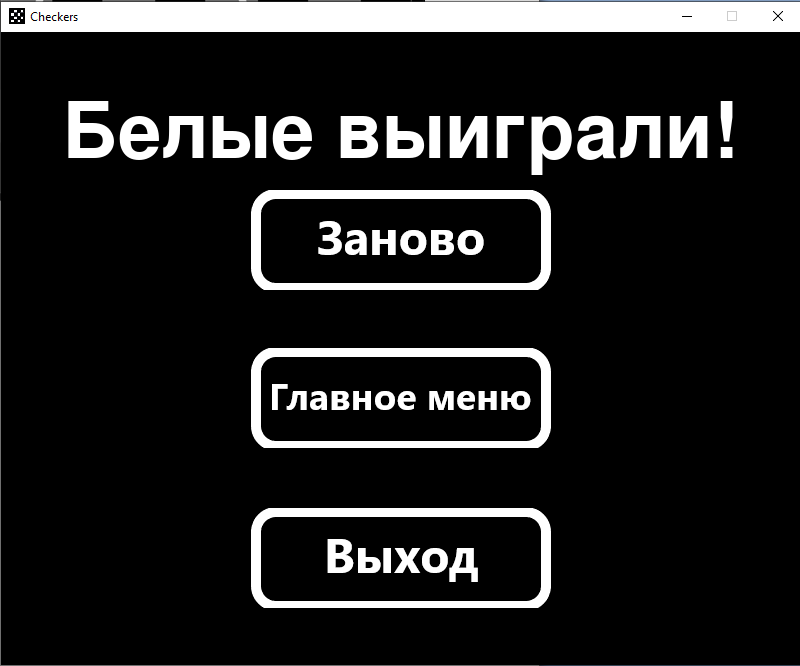 Checkers
Белые выиграли!
Заново
Главное меню
Выход